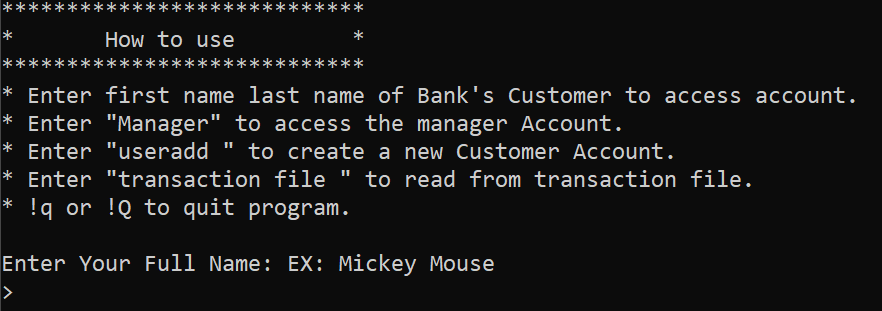 ****************************
*       How to use         *
****************************
* Enter first name last name of Bank's Customer to access account.
* Enter "Manager" to access the manager Account.
* Enter "useradd " to create a new Customer Account.
* Enter "transaction file " to read from transaction file.
* !q or !Q to quit program.

Enter Your Full Name: EX: Mickey Mouse
>